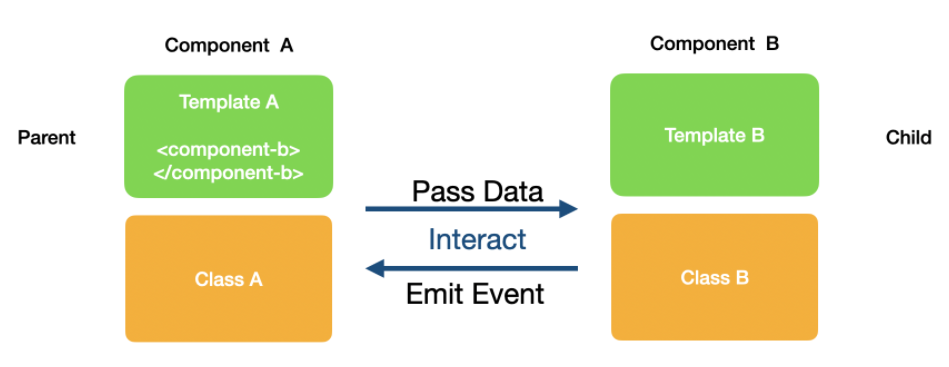 Component A
Component B
Template A
<component-b>
</component-b>
Template B
Parent
Child
Pass Data
Interact
Emit Event
Class A
Class B